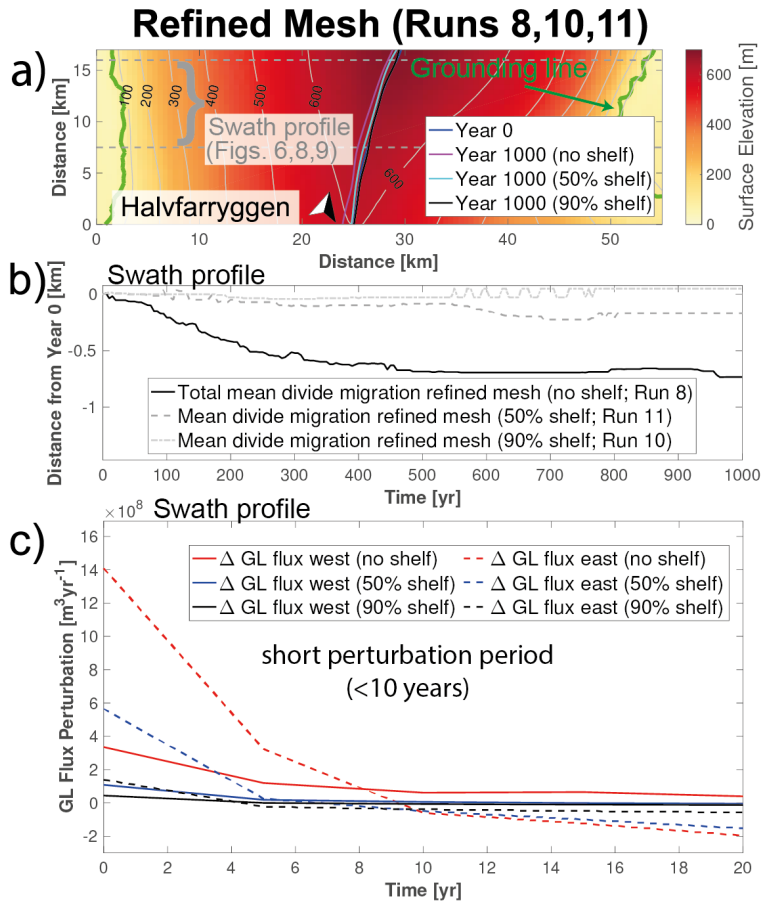 Refined Mesh (Runs 8,10,11)
a)
Distance [km]
15
10
5
0
100
200
300
400
500
600
600
Grounding line
Swath profile
(Figs. 6,8,9)
Halvfarryggen
Year 0
Year 1000 (no shelf)
Year 1000 (50% shelf)
Year 1000 (90% shelf)
0 10 20 30 40 50
Distance [km]
600
400
200
0
Surface Elevation [m]
b)
Swath profile
Distance from Year 0 [km]
0
-0.5
-1
Total mean divide migration refined mesh (no shelf; Run 8)
Mean divide migration refined mesh (50% shelf; Run 11)
Mean divide migration refined mesh (90% shelf; Run 10)
0 100 200 300 400 500 600 700 800 900 1000
Time [yr]
c)
×10⁸ Swath profile
GL Flux Perturbation [m³yr⁻¹]
16
14
12
10
8
6
4
2
0
-2
Δ GL flux west (no shelf) Δ GL flux east (no shelf)
Δ GL flux west (50% shelf) Δ GL flux east (50% shelf)
Δ GL flux west (90% shelf) Δ GL flux east (90% shelf)
short perturbation period
(<10 years)
0 2 4 6 8 10 12 14 16 18 20
Time [yr]